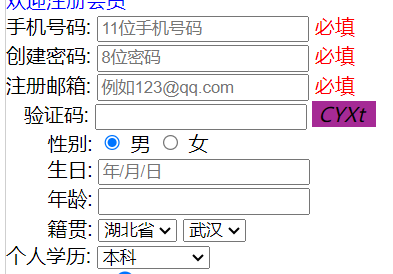 欢迎注册会员
手机号码: 11位手机号码 必填
创建密码: 8位密码 必填
注册邮箱: 例如123@qq.com 必填
验证码: CYXt
性别: 男 女
生日: 年/月/日
年龄:
籍贯: 湖北省 武汉
个人学历: 本科